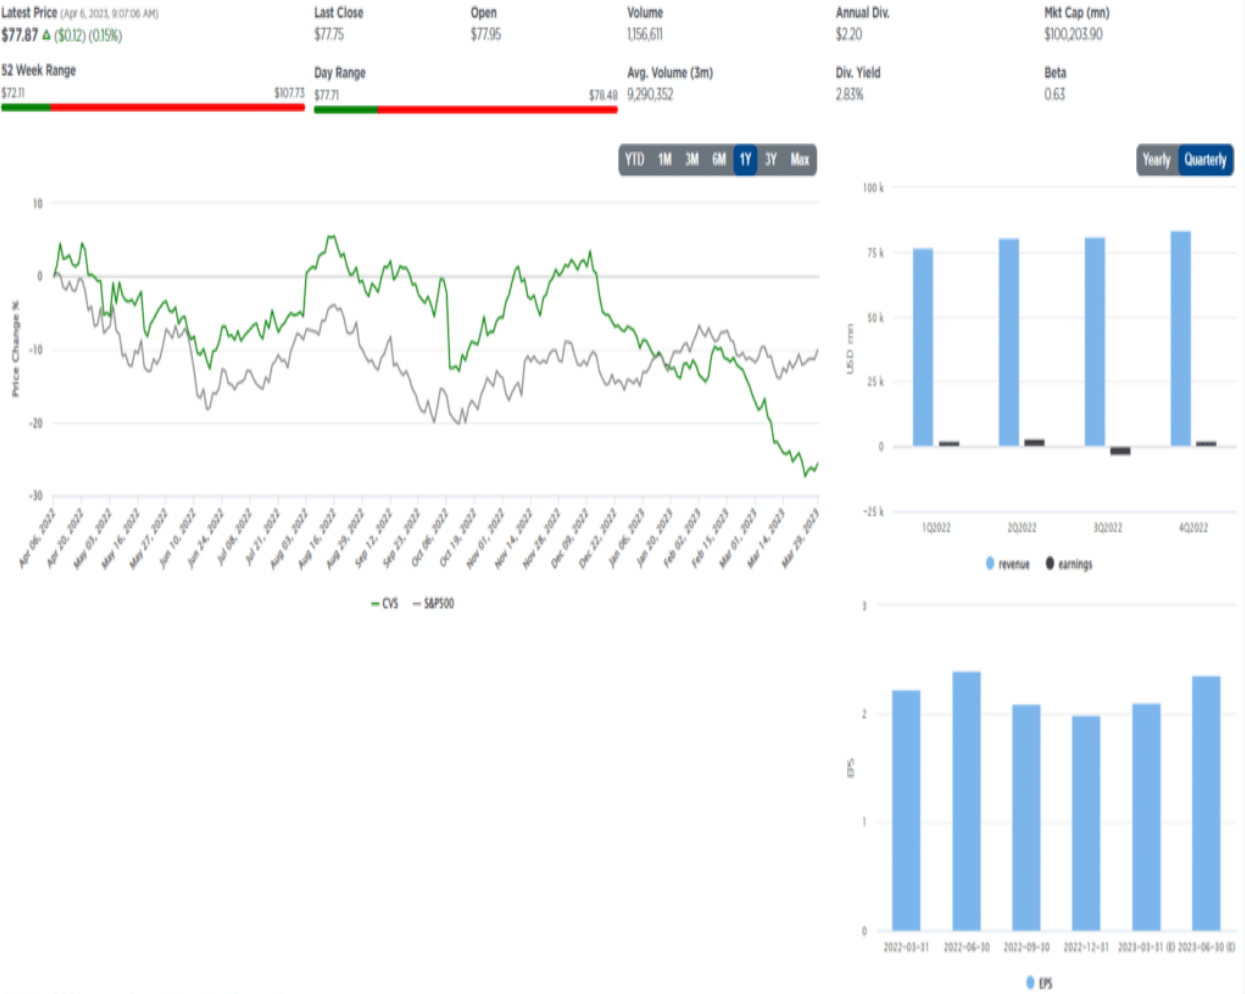 Latest Price (Apr 6, 2023, 9:07:06 AM)
$77.87 ($0.12) (0.15%)
Last Close
$77.75
Open
$77.95
Volume
1,156,611
Annual Div.
$2.20
Mkt Cap (mn)
$100,203.90
52 Week Range
$72.11 $107.73
Day Range
$77.71 $78.48
Avg. Volume (3m)
9,290,352
Div. Yield
2.83%
Beta
0.63
YTD 1M 3M 6M 1Y 3Y Max
Price Change %
10
0
-10
-20
-30
Apr 06, 2022
Apr 20, 2022
May 03, 2022
May 16, 2022
May 27, 2022
Jun 10, 2022
Jun 24, 2022
Jul 08, 2022
Jul 21, 2022
Aug 03, 2022
Aug 16, 2022
Aug 29, 2022
Sep 12, 2022
Sep 23, 2022
Oct 06, 2022
Oct 19, 2022
Nov 01, 2022
Nov 14, 2022
Nov 28, 2022
Dec 09, 2022
Dec 22, 2022
Jan 06, 2023
Jan 20, 2023
Feb 02, 2023
Feb 15, 2023
Mar 01, 2023
Mar 14, 2023
Mar 29, 2023
CVS S&P500
Yearly Quarterly
USD mn
100 k
75 k
50 k
25 k
0
-25 k
1Q2022 2Q2022 3Q2022 4Q2022
revenue earnings
EPS
3
2
1
0
2022-03-31 2022-06-30 2022-09-30 2022-12-31 2023-03-31 (E) 2023-06-30 (E)
EPS